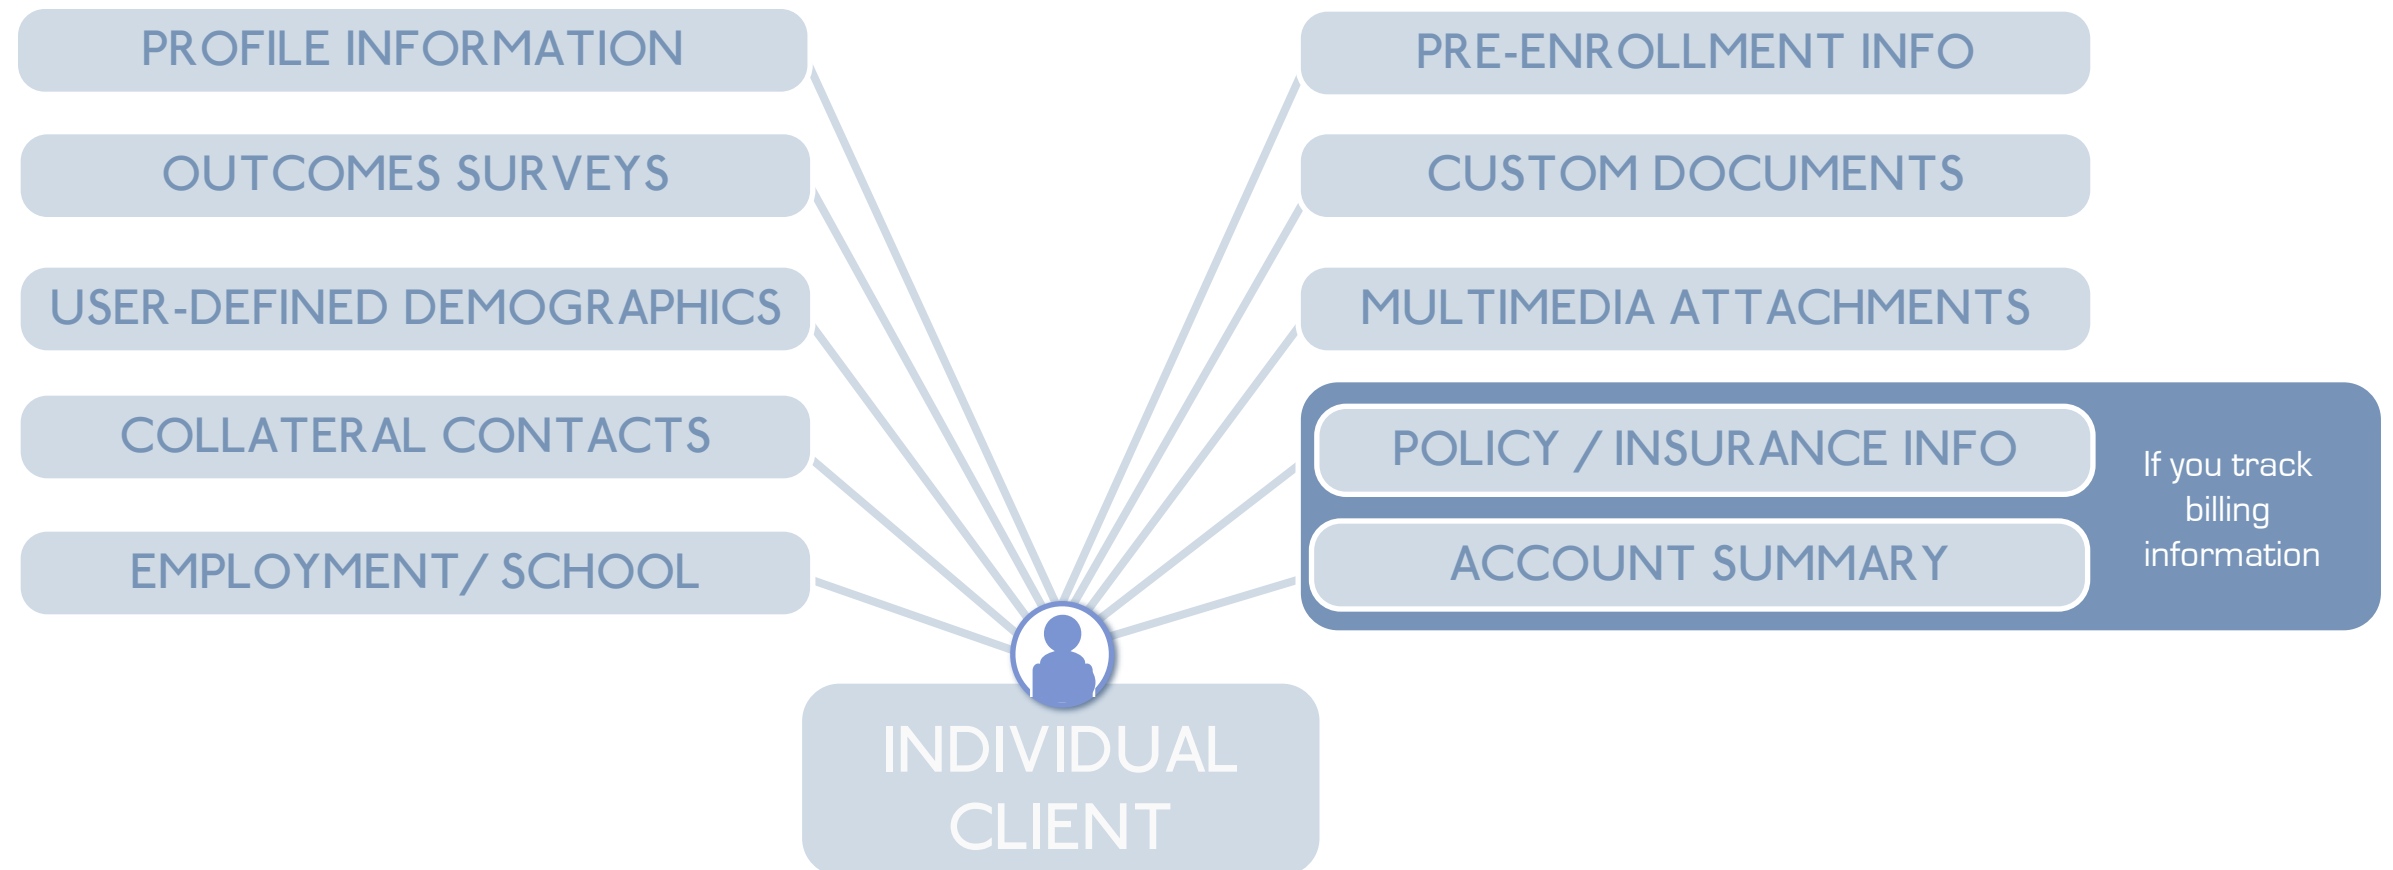 PROFILE INFORMATION
OUTCOMES SURVEYS
USER-DEFINED DEMOGRAPHICS
COLLATERAL CONTACTS
EMPLOYMENT/ SCHOOL
PRE-ENROLLMENT INFO
CUSTOM DOCUMENTS
MULTIMEDIA ATTACHMENTS
POLICY / INSURANCE INFO
ACCOUNT SUMMARY
If you track
billing
information
INDIVIDUAL
CLIENT